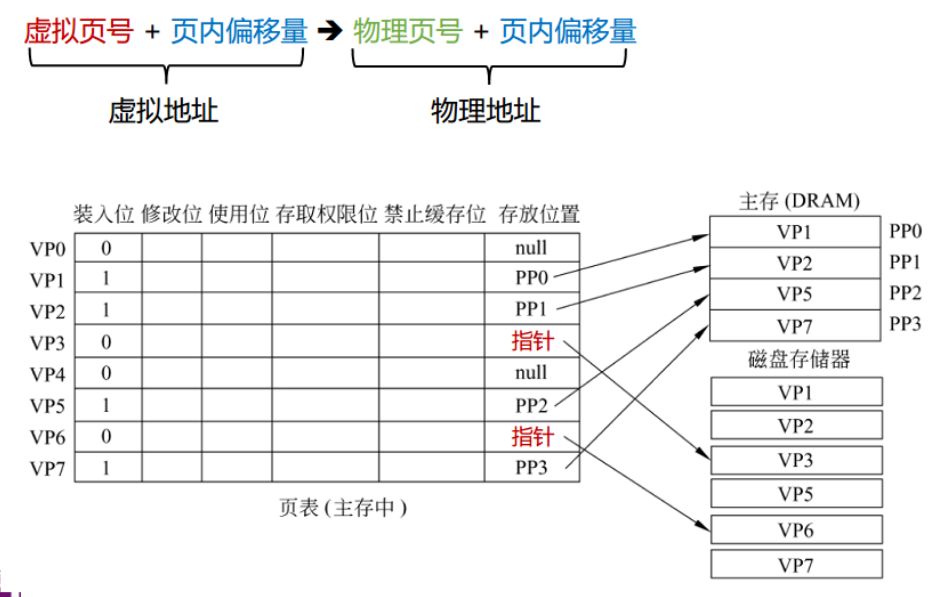 虚拟页号 + 页内偏移量 ➔ 物理页号 + 页内偏移量
虚拟地址 物理地址
装入位 修改位 使用位 存取权限位 禁止缓存位 存放位置
VP0 0 null
VP1 1 PP0
VP2 1 PP1
VP3 0 指针
VP4 0 null
VP5 1 PP2
VP6 0 指针
VP7 1 PP3
页表 (主存中)
主存 (DRAM)
VP1 PP0
VP2 PP1
VP5 PP2
VP7 PP3
磁盘存储器
VP1
VP2
VP3
VP5
VP6
VP7